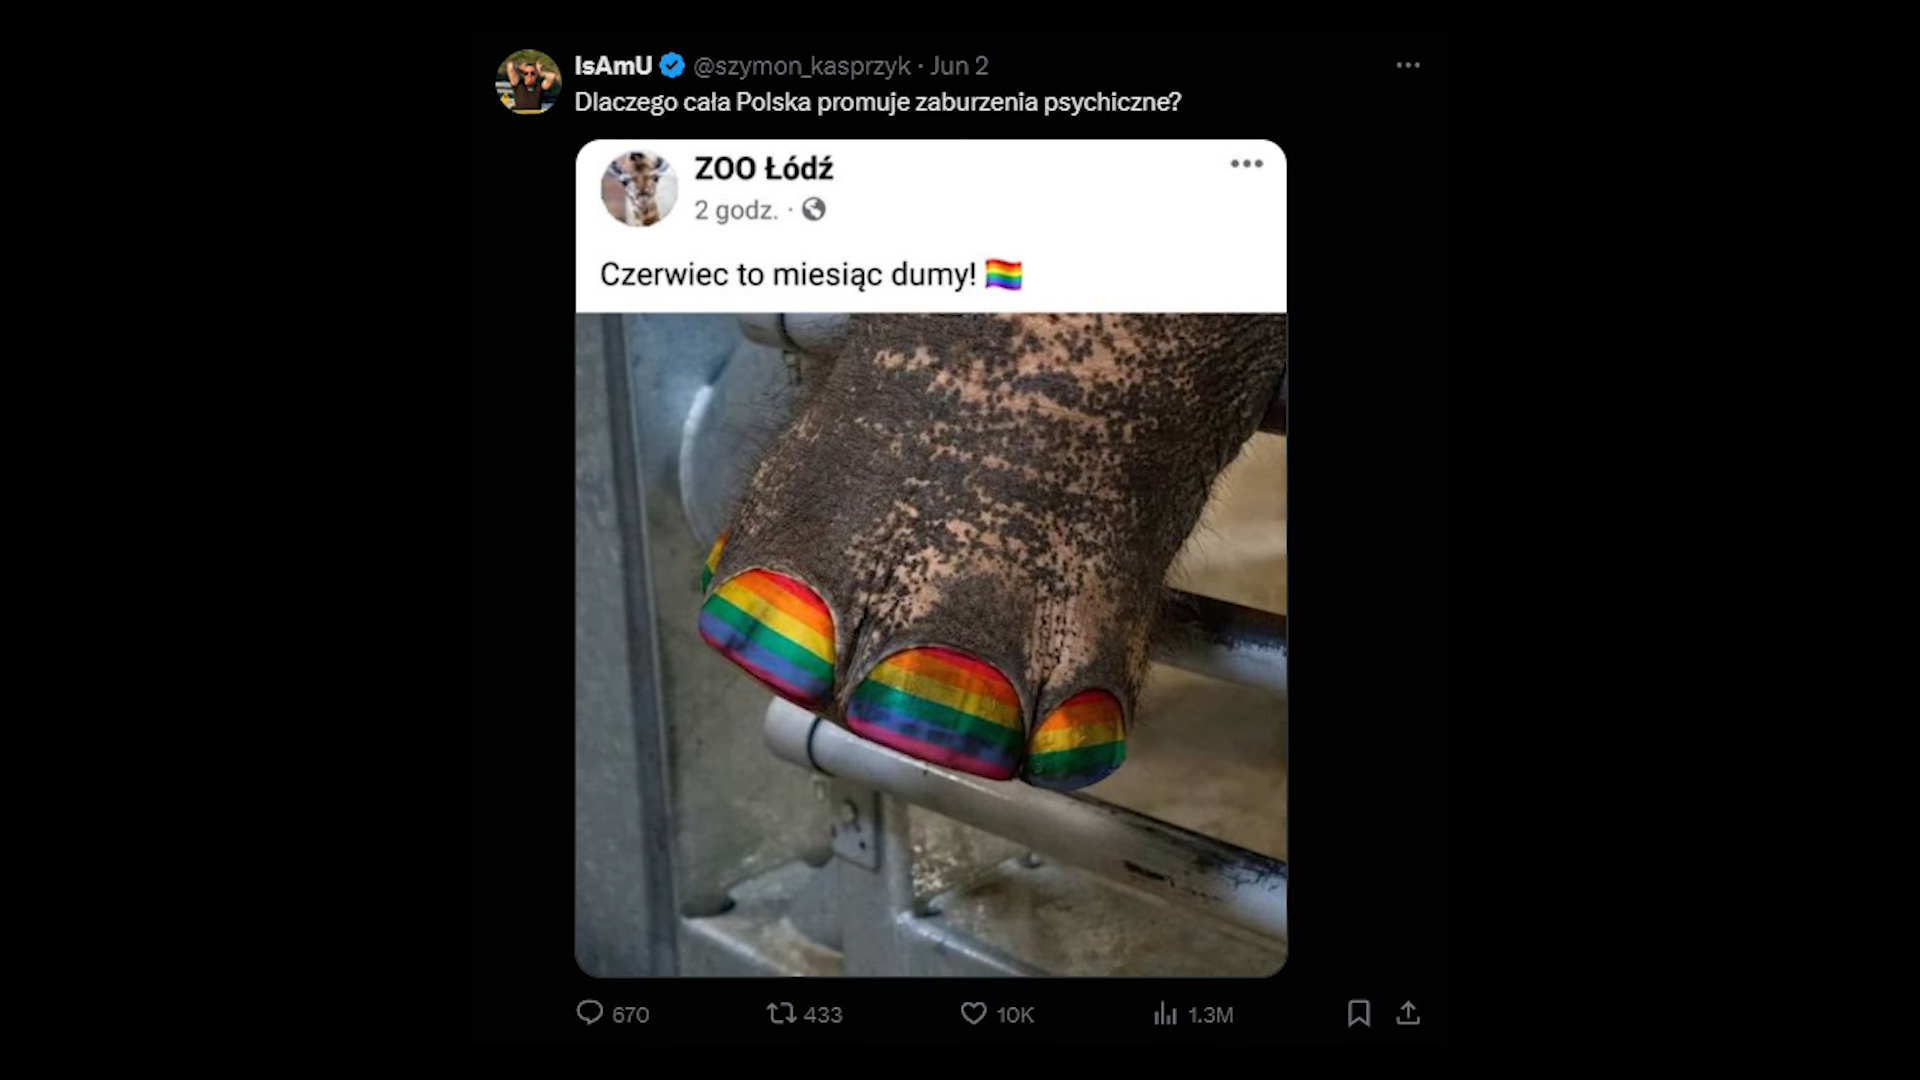 IsAmU @szymon_kasprzyk · Jun 2
Dlaczego cała Polska promuje zaburzenia psychiczne?
ZOO Łódź
2 godz. ·
Czerwiec to miesiąc dumy! 🏳️‍🌈
670 433 10K 1.3M